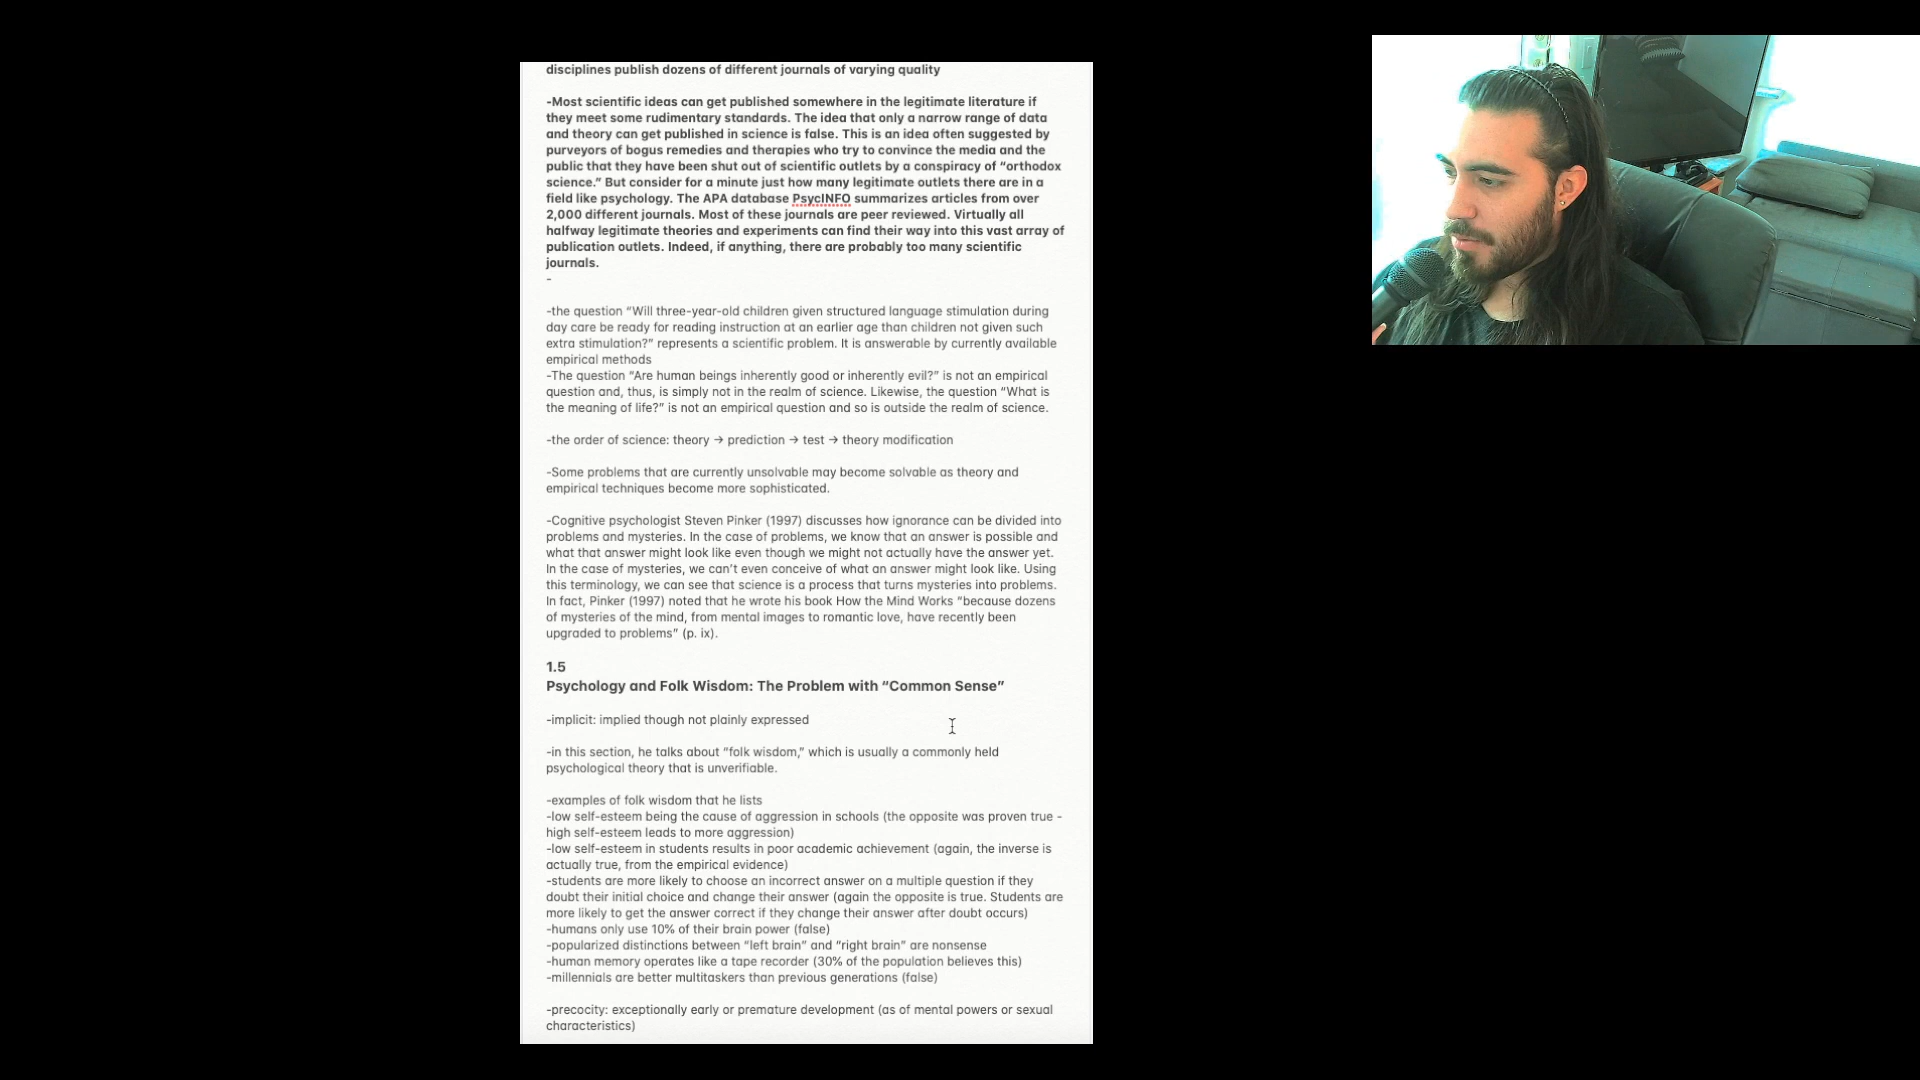 disciplines publish dozens of different journals of varying quality
-Most scientific ideas can get published somewhere in the legitimate literature if
they meet some rudimentary standards. The idea that only a narrow range of data
and theory can get published in science is false. This is an idea often suggested by
purveyors of bogus remedies and therapies who try to convince the media and the
public that they have been shut out of scientific outlets by a conspiracy of “orthodox
science.” But consider for a minute just how many legitimate outlets there are in a
field like psychology. The APA database PsycINFO summarizes articles from over
2,000 different journals. Most of these journals are peer reviewed. Virtually all
halfway legitimate theories and experiments can find their way into this vast array of
publication outlets. Indeed, if anything, there are probably too many scientific
journals.
-
-the question “Will three-year-old children given structured language stimulation during
day care be ready for reading instruction at an earlier age than children not given such
extra stimulation?” represents a scientific problem. It is answerable by currently available
empirical methods
-The question “Are human beings inherently good or inherently evil?” is not an empirical
question and, thus, is simply not in the realm of science. Likewise, the question “What is
the meaning of life?” is not an empirical question and so is outside the realm of science.
-the order of science: theory → prediction → test → theory modification
-Some problems that are currently unsolvable may become solvable as theory and
empirical techniques become more sophisticated.
-Cognitive psychologist Steven Pinker (1997) discusses how ignorance can be divided into
problems and mysteries. In the case of problems, we know that an answer is possible and
what that answer might look like even though we might not actually have the answer yet.
In the case of mysteries, we can’t even conceive of what an answer might look like. Using
this terminology, we can see that science is a process that turns mysteries into problems.
In fact, Pinker (1997) noted that he wrote his book How the Mind Works “because dozens
of mysteries of the mind, from mental images to romantic love, have recently been
upgraded to problems” (p. ix).
1.5
Psychology and Folk Wisdom: The Problem with “Common Sense”
-implicit: implied though not plainly expressed
-in this section, he talks about “folk wisdom,” which is usually a commonly held
psychological theory that is unverifiable.
-examples of folk wisdom that he lists
-low self-esteem being the cause of aggression in schools (the opposite was proven true -
high self-esteem leads to more aggression)
-low self-esteem in students results in poor academic achievement (again, the inverse is
actually true, from the empirical evidence)
-students are more likely to choose an incorrect answer on a multiple question if they
doubt their initial choice and change their answer (again the opposite is true. Students are
more likely to get the answer correct if they change their answer after doubt occurs)
-humans only use 10% of their brain power (false)
-popularized distinctions between “left brain” and “right brain” are nonsense
-human memory operates like a tape recorder (30% of the population believes this)
-millennials are better multitaskers than previous generations (false)
-precocity: exceptionally early or premature development (as of mental powers or sexual
characteristics)